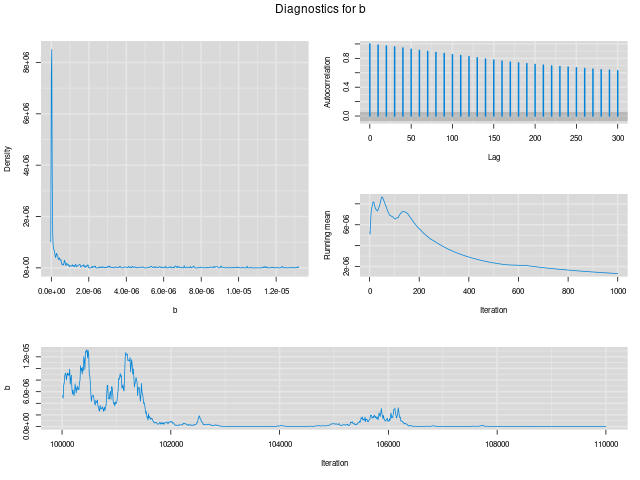 Diagnostics for b
Density
8e+06
6e+06
4e+06
2e+06
0e+00
0.0e+00 2.0e-06 4.0e-06 6.0e-06 8.0e-06 1.0e-05 1.2e-05
b
Autocorrelation
0.8
0.4
0.0
0 50 100 150 200 250 300
Lag
Running mean
6e-06
2e-06
0 200 400 600 800 1000
Iteration
b
1.2e-05
6.0e-06
0.0e+00
100000 102000 104000 106000 108000 110000
Iteration